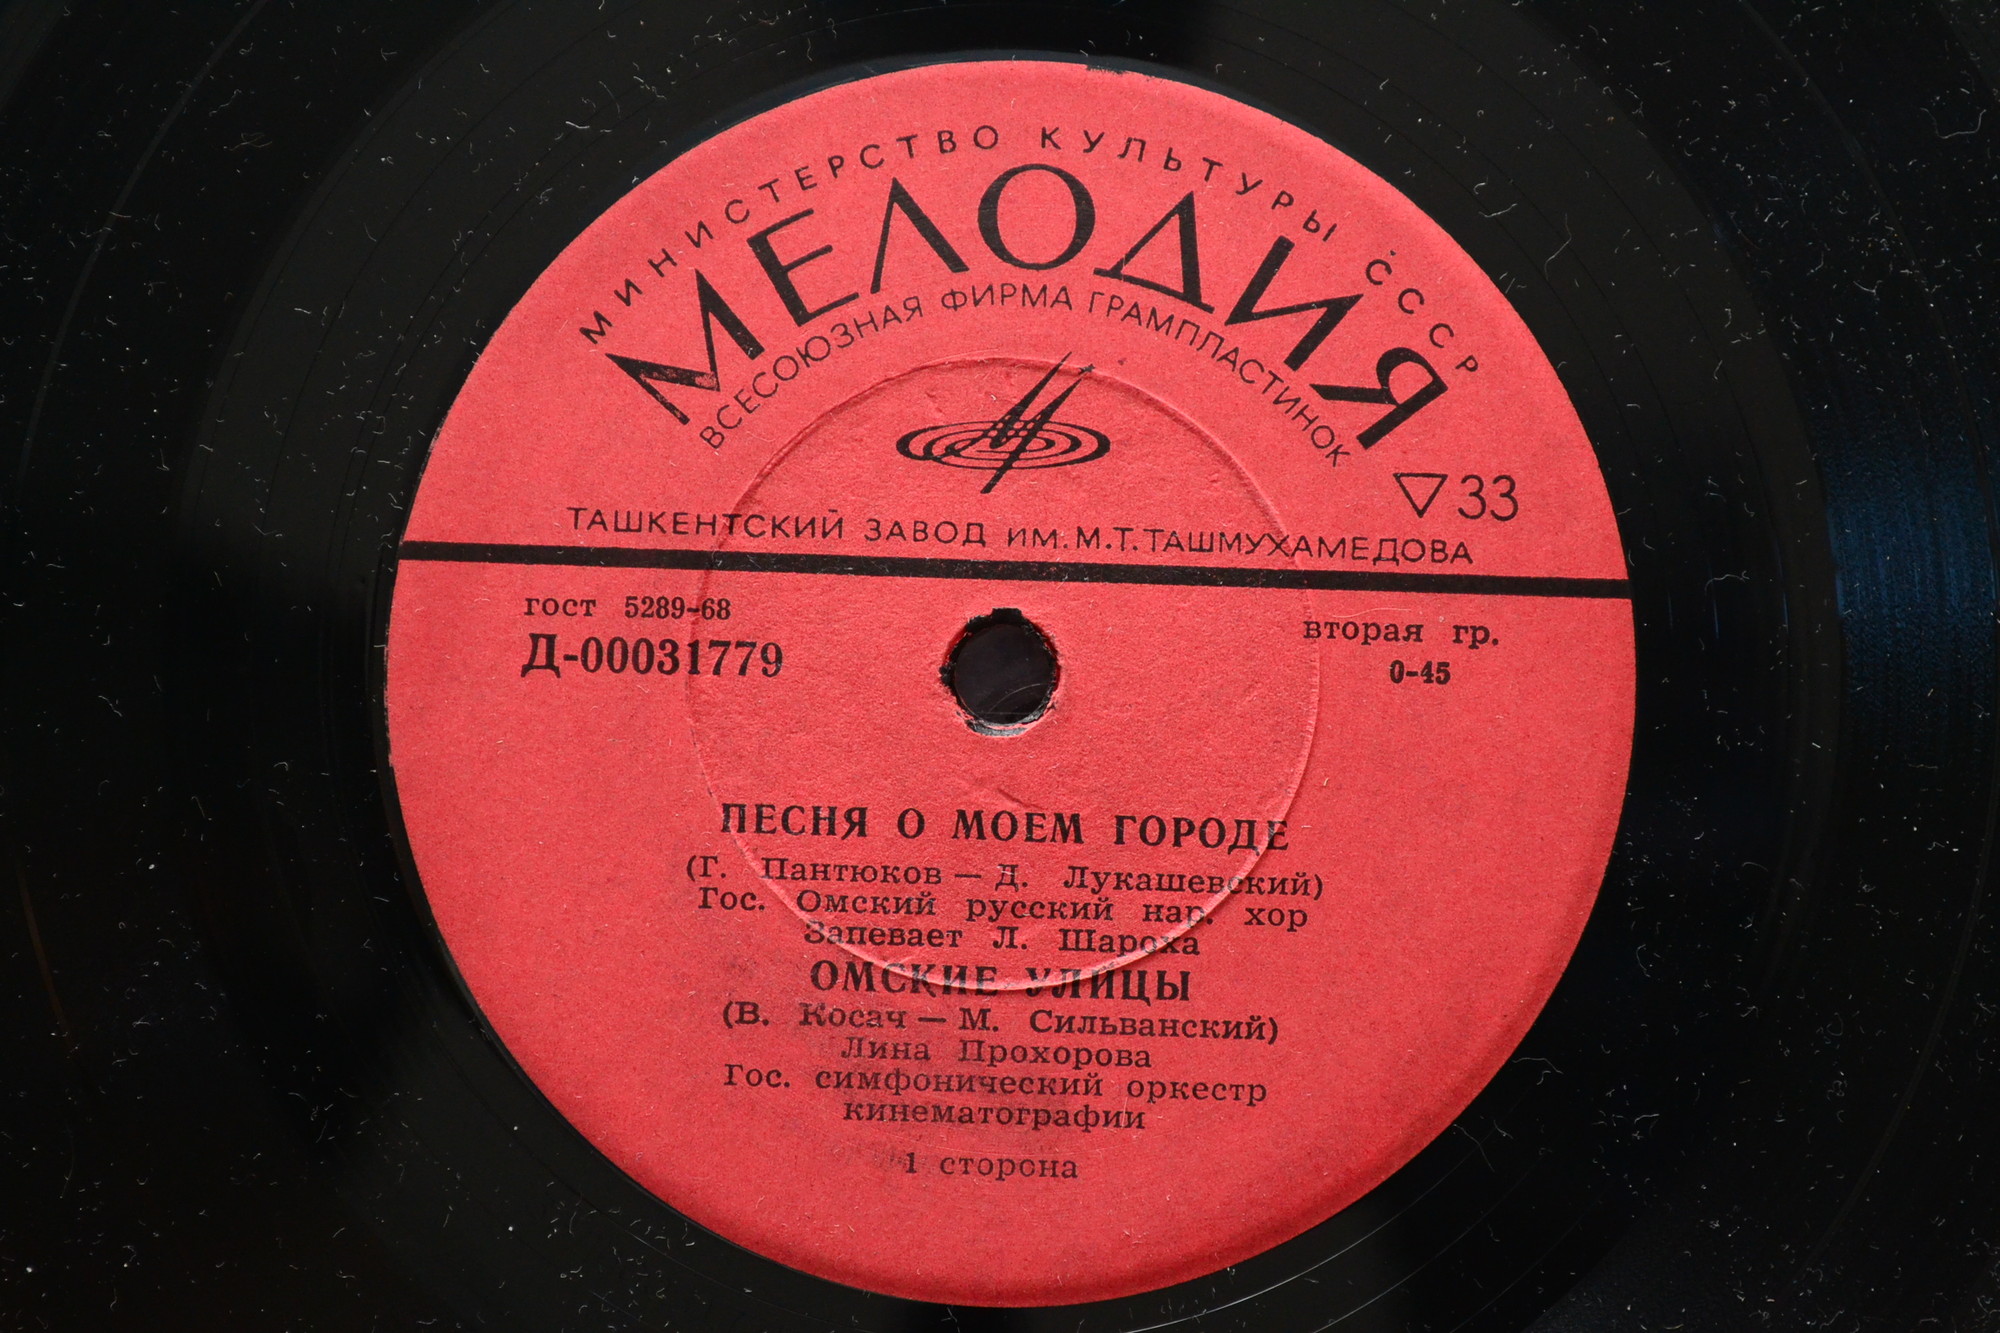 МИНИСТЕРСТВО КУЛЬТУРЫ СССР
МЕЛОДИЯ
ВСЕСОЮЗНАЯ ФИРМА ГРАМПЛАСТИНОК
▽33
ТАШКЕНТСКИЙ ЗАВОД ИМ. М.Т. ТАШМУХАМЕДОВА
гост 5289-68
вторая гр.
Д-00031779
0-45
ПЕСНЯ О МОЕМ ГОРОДЕ
(Г. Пантюков — Д. Лукашевский)
Гос. Омский русский нар. хор
Запевает Л. Шароха
ОМСКИЕ УЛИЦЫ
(В. Косач — М. Сильванский)
Лина Прохорова
Гос. симфонический оркестр
кинематографии
1 сторона